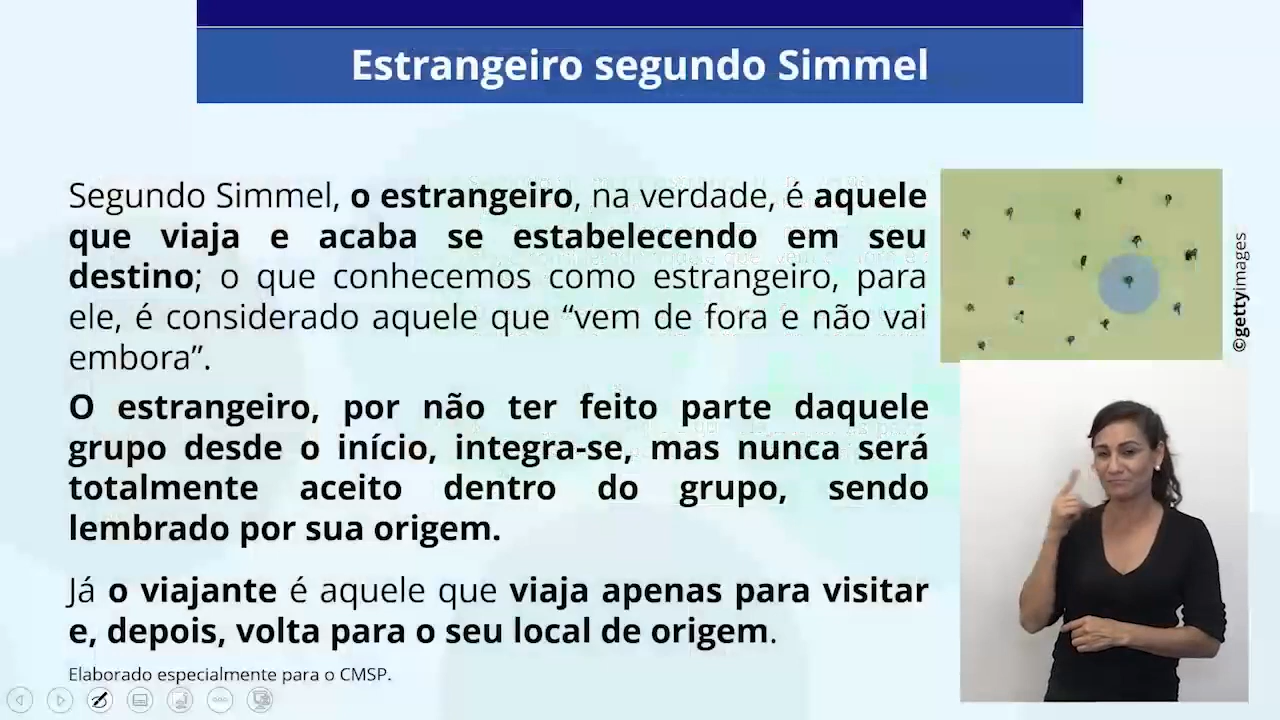 Estrangeiro segundo Simmel
Segundo Simmel, o estrangeiro, na verdade, é aquele
que viaja e acaba se estabelecendo em seu
destino; o que conhecemos como estrangeiro, para
ele, é considerado aquele que “vem de fora e não vai
embora”.
O estrangeiro, por não ter feito parte daquele
grupo desde o início, integra-se, mas nunca será
totalmente aceito dentro do grupo, sendo
lembrado por sua origem.
Já o viajante é aquele que viaja apenas para visitar
e, depois, volta para o seu local de origem.
Elaborado especialmente para o CMSP.
©gettyimages